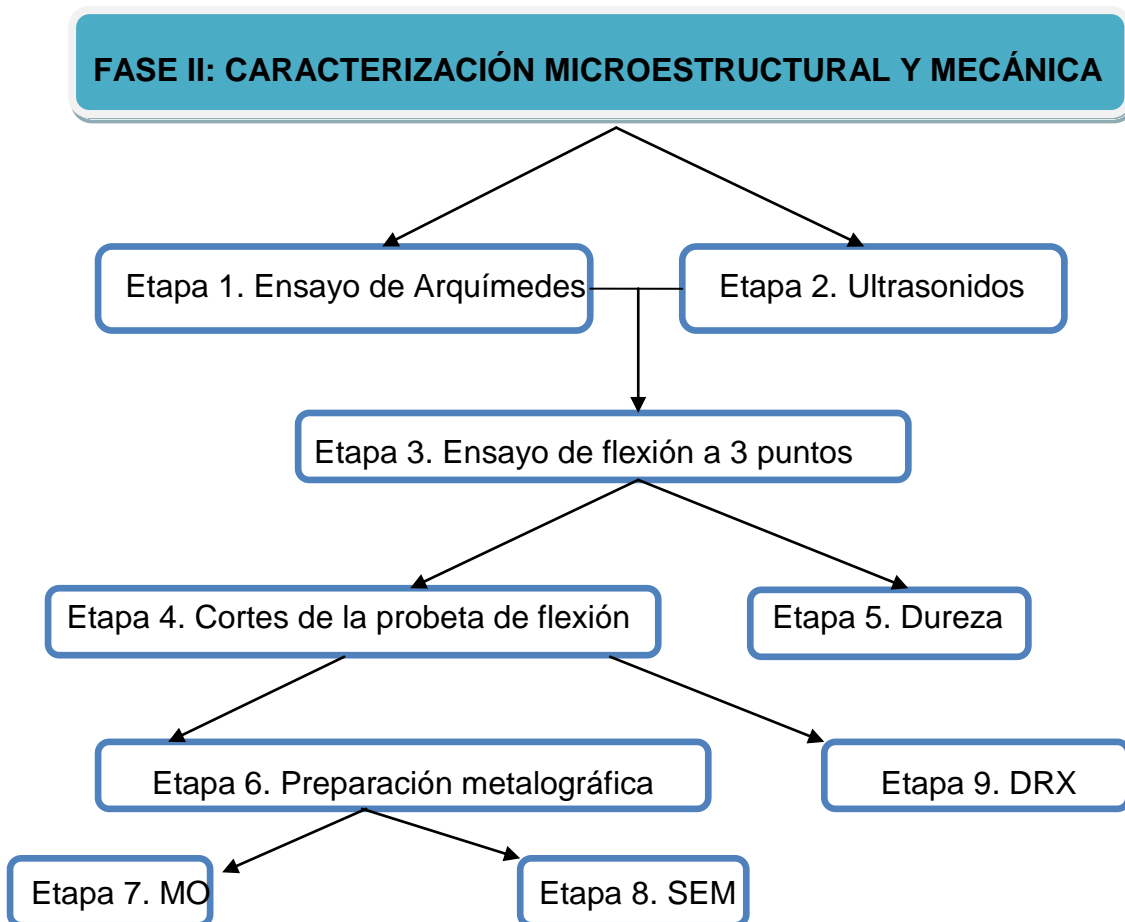 FASE II: CARACTERIZACIÓN MICROESTRUCTURAL Y MECÁNICA
Etapa 1. Ensayo de Arquímedes
Etapa 2. Ultrasonidos
Etapa 3. Ensayo de flexión a 3 puntos
Etapa 4. Cortes de la probeta de flexión
Etapa 5. Dureza
Etapa 6. Preparación metalográfica
Etapa 9. DRX
Etapa 7. MO
Etapa 8. SEM